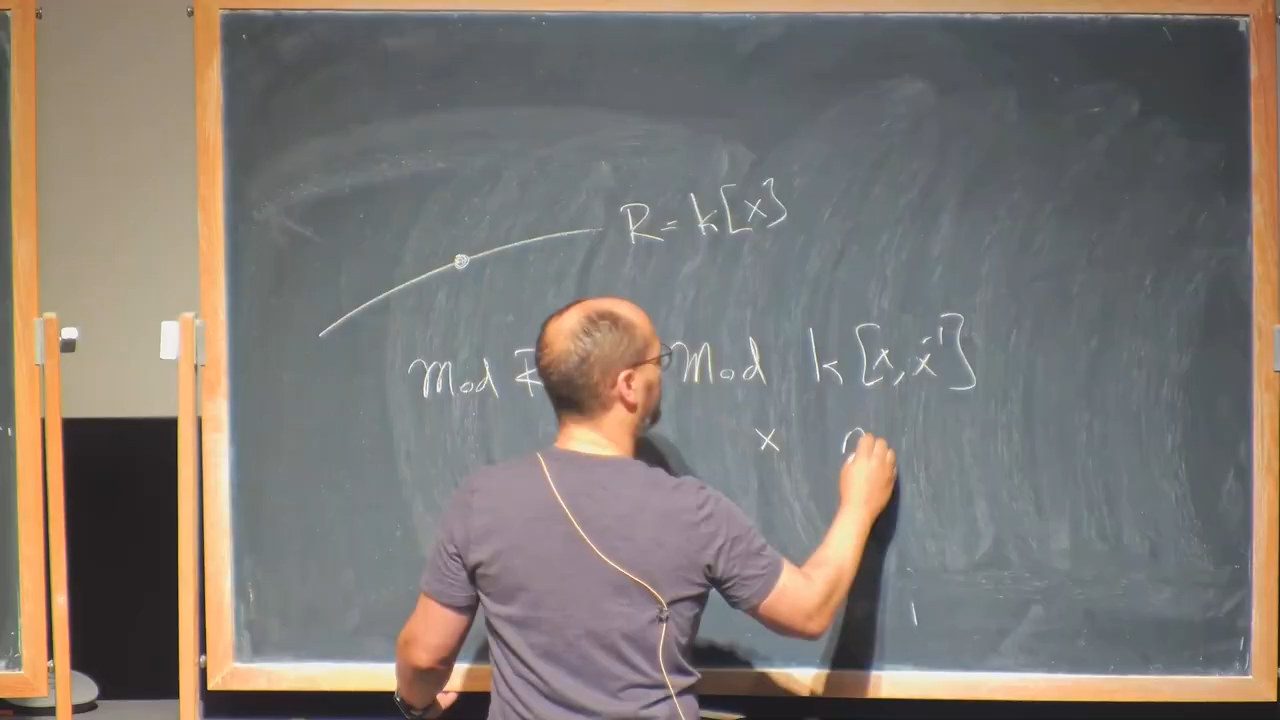 R = k[x]
Mod R Mod k[x, x⁻¹]
×